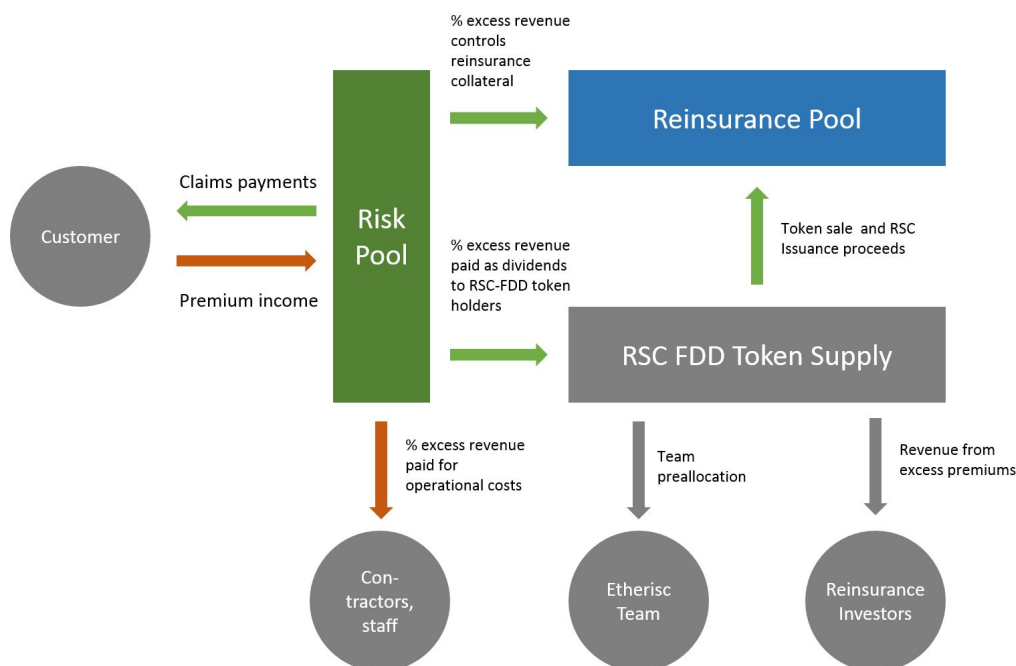 % excess revenue
controls
reinsurance
collateral
Reinsurance Pool
Claims payments
Customer
Premium income
Risk
Pool
% excess revenue
paid as dividends
to RSC-FDD token
holders
Token sale and RSC
Issuance proceeds
RSC FDD Token Supply
% excess revenue
paid for
operational costs
Team
preallocation
Revenue from
excess premiums
Con-
tractors,
staff
Etherisc
Team
Reinsurance
Investors